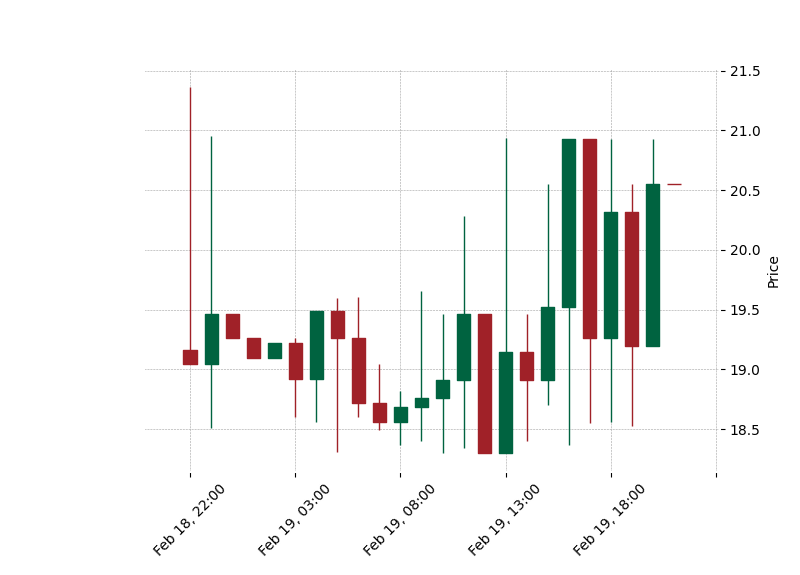 21.5
21.0
20.5
20.0
19.5
19.0
18.5
Price
Feb 18, 22:00
Feb 19, 03:00
Feb 19, 08:00
Feb 19, 13:00
Feb 19, 18:00